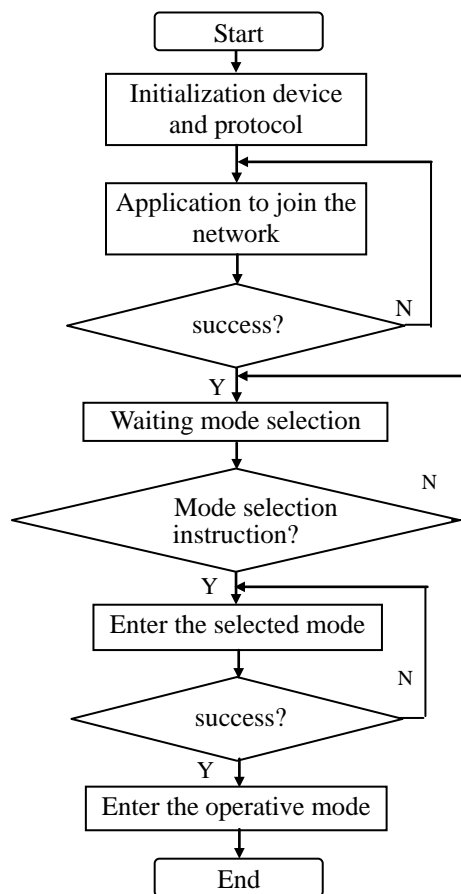 Start
Initialization device
and protocol
Application to join the
network
success?
N
Y
Waiting mode selection
N
Mode selection
instruction?
Y
Enter the selected mode
N
success?
Y
Enter the operative mode
End